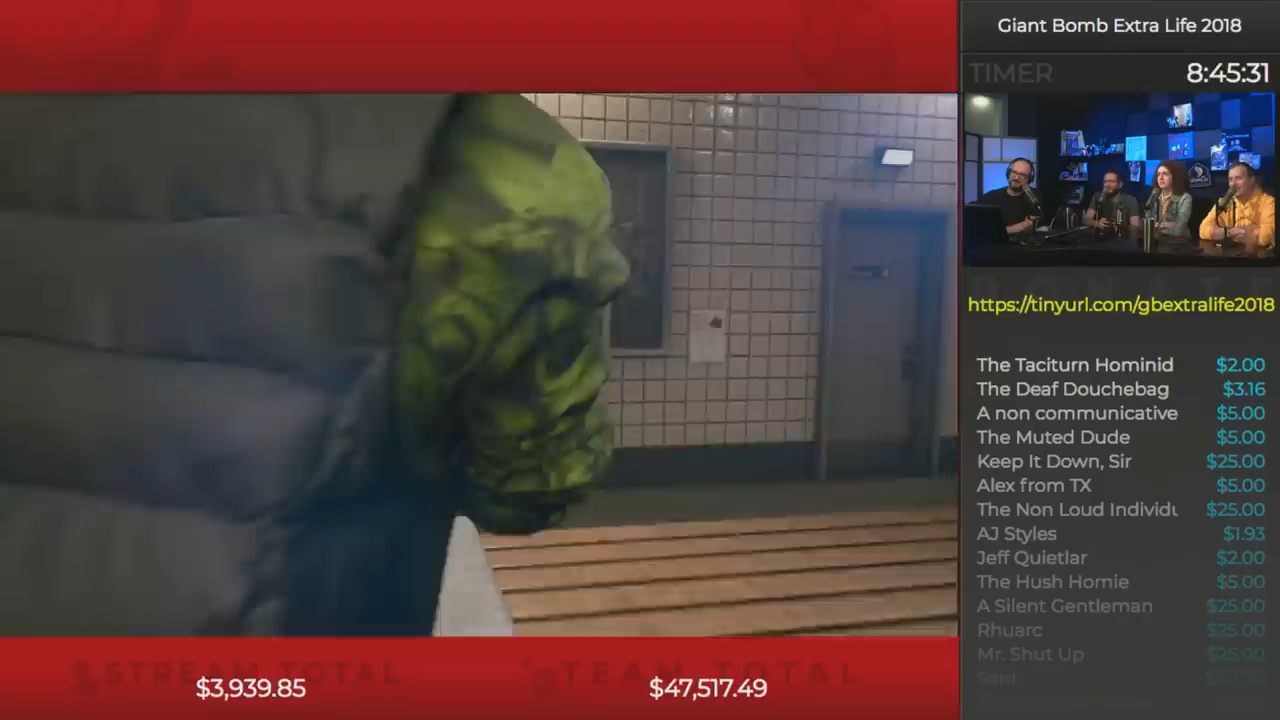 Giant Bomb Extra Life 2018
TIMER 8:45:31
https://tinyurl.com/gbextralife2018
The Taciturn Hominid $2.00
The Deaf Douchebag $3.16
A non communicative $5.00
The Muted Dude $5.00
Keep It Down, Sir $25.00
Alex from TX $5.00
The Non Loud Individu $25.00
AJ Styles $1.93
Jeff Quietlar $2.00
The Hush Homie $5.00
A Silent Gentleman $25.00
Rhuarc $25.00
Mr. Shut Up $25.00
STREAM TOTAL
$3,939.85
TEAM TOTAL
$47,517.49